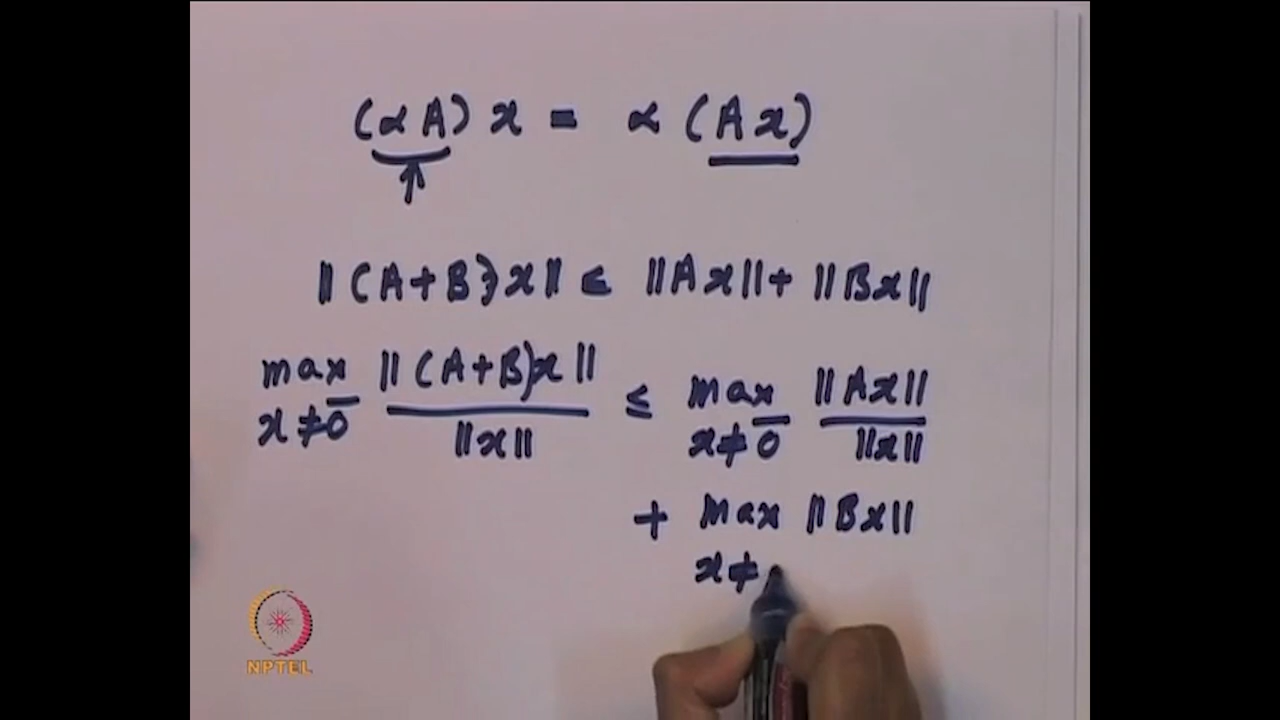 (αA) x = α (Ax)
↑
||(A+B)x|| ≤ ||Ax|| + ||Bx||
max ||(A+B)x|| ≤ max ||Ax||
x≠0̄ ||x|| x≠0̄ ||x||
+ max ||Bx||
x≠
NPTEL